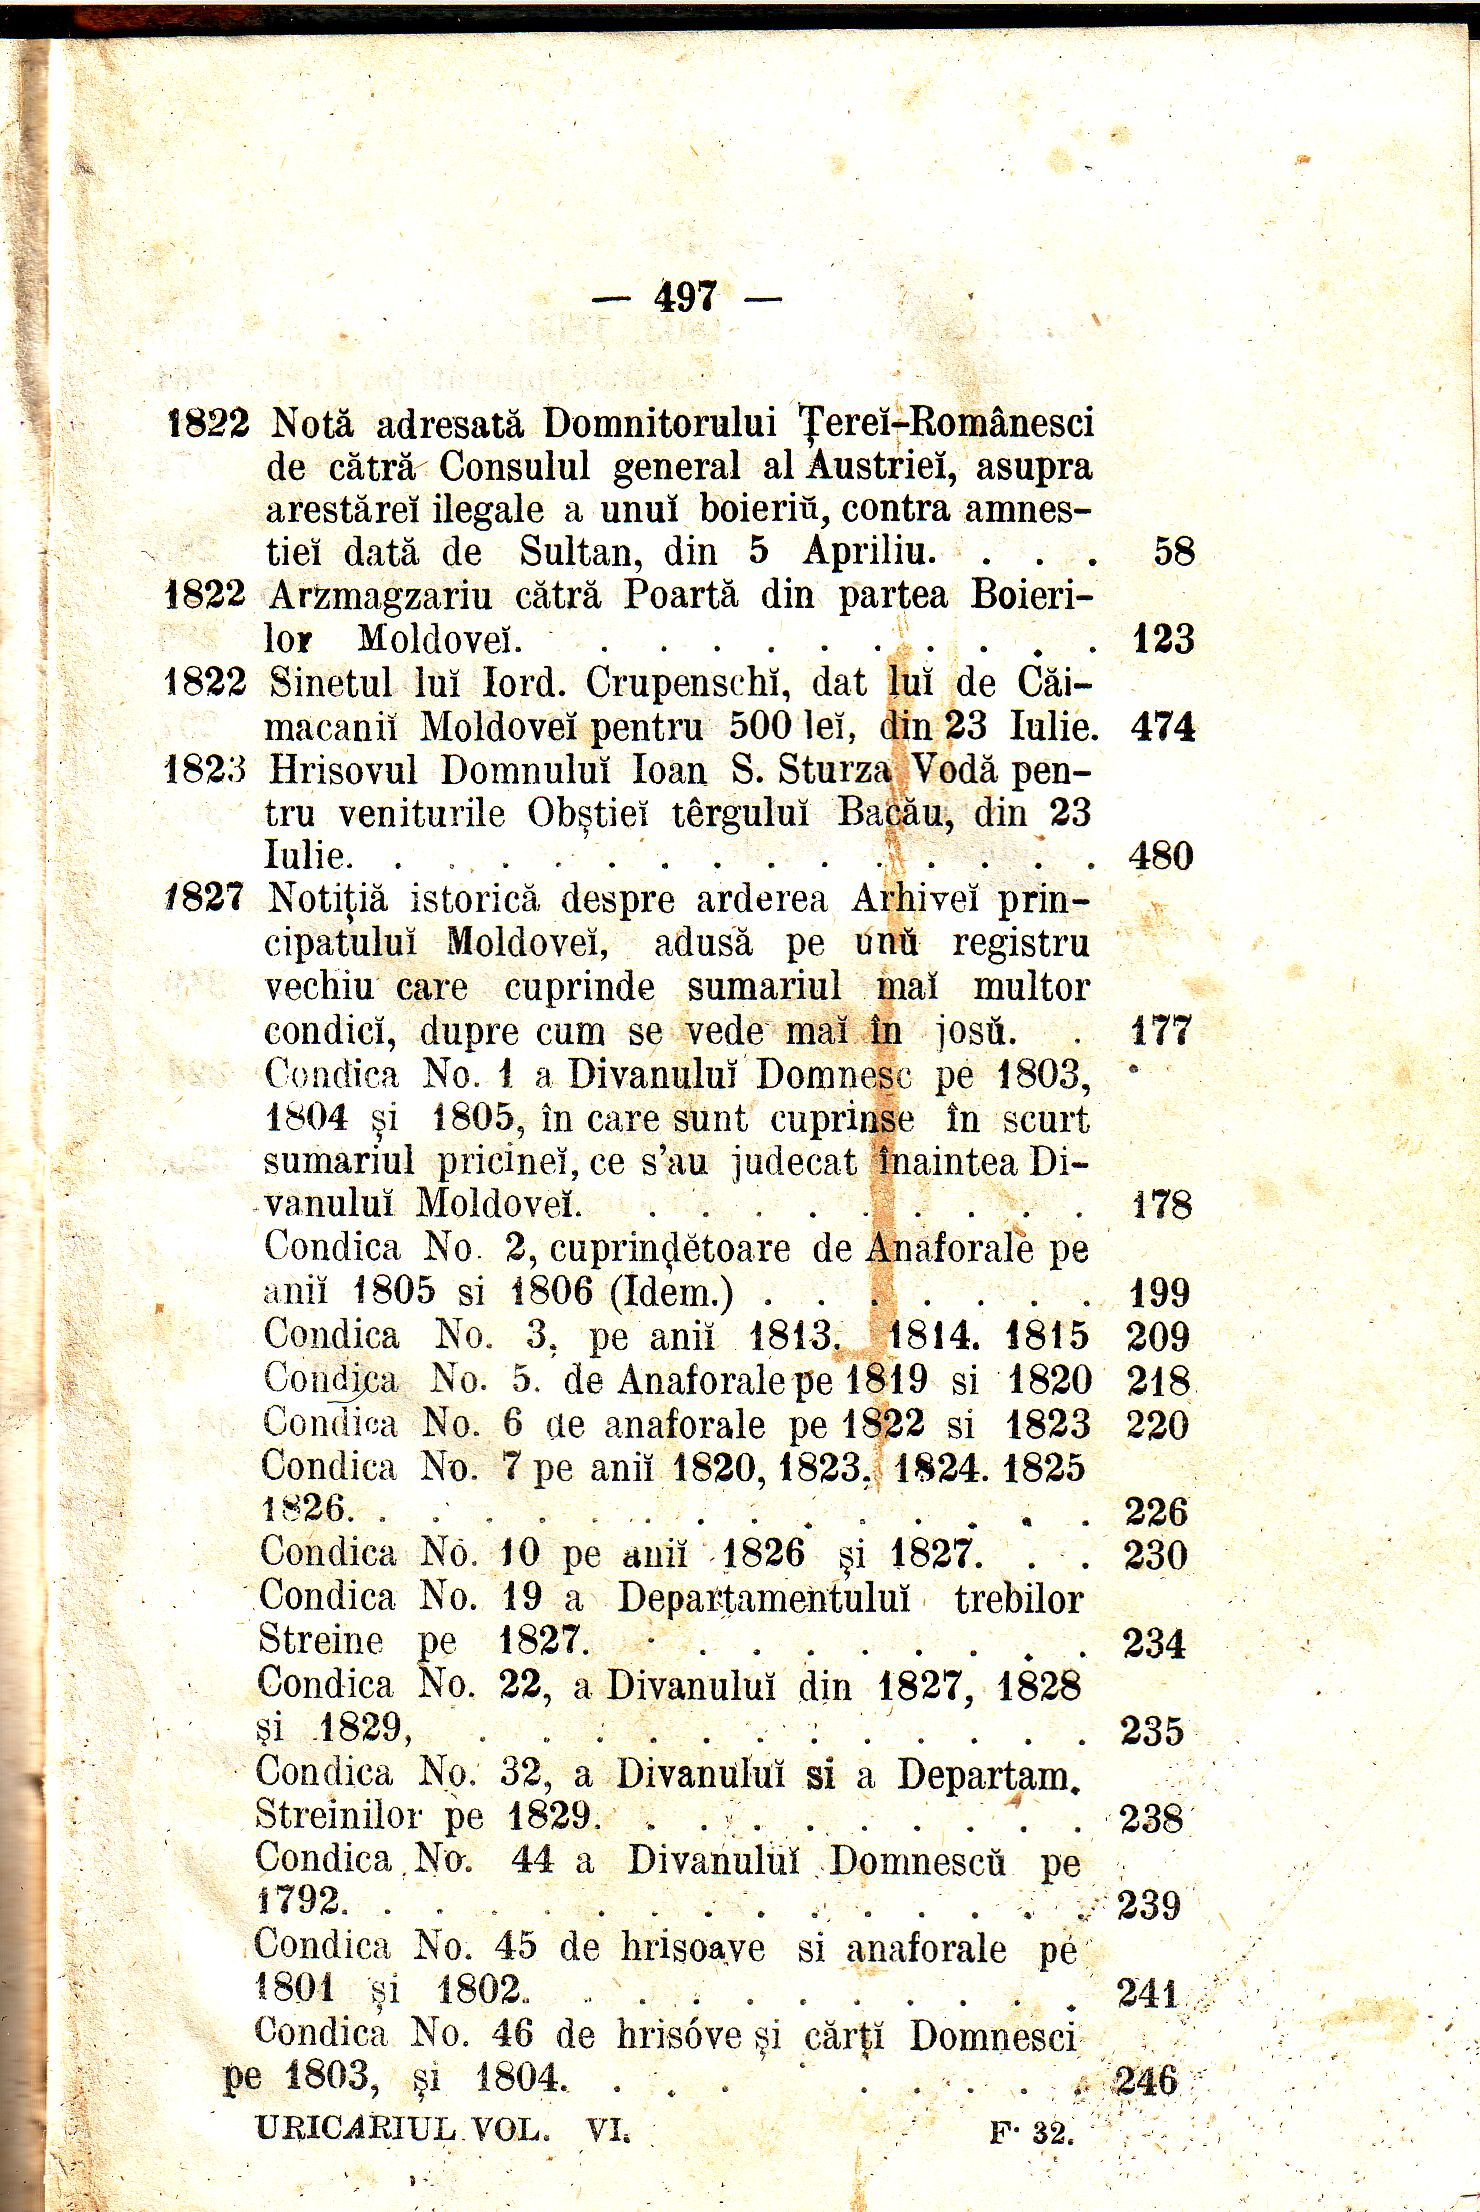 — 497 —
1822 Notă adresată Domnitorului Țereĭ-Românesci
de cătră Consulul general al Austrieĭ, asupra
arestăreĭ ilegale a unuĭ boieriŭ, contra amnes-
tieĭ dată de Sultan, din 5 Apriliu. . . . 58
1822 Arzmagzariu cătră Poartă din partea Boieri-
lor Moldoveĭ. . . . . . . . . . . 123
1822 Sinetul luĭ Iord. Crupenschĭ, dat luĭ de Căi-
macaniĭ Moldoveĭ pentru 500 leĭ, din 23 Iulie. 474
1823 Hrisovul Domnuluĭ Ioan S. Sturza Vodă pen-
tru veniturile Obștieĭ têrguluĭ Bacău, din 23
Iulie. . . . . . . . . . . . . . . 480
1827 Notițiă istorică despre arderea Arhiveĭ prin-
cipatuluĭ Moldoveĭ, adusă pe unŭ registru
vechiu care cuprinde sumariul maĭ multor
condicĭ, dupre cum se vede maĭ în josŭ. . 177
Condica No. 1 a Divanuluĭ Domnesc pe 1803,
1804 și 1805, în care sunt cuprinse în scurt
sumariul pricineĭ, ce s'au judecat înaintea Di-
vanuluĭ Moldoveĭ. . . . . . . . . . 178
Condica No. 2, cuprindětoare de Anaforale pe
aniĭ 1805 si 1806 (Idem.) . . . . . . . 199
Condica No. 3, pe aniĭ 1813. 1814. 1815 209
Condica No. 5. de Anaforale pe 1819 si 1820 218
Condica No. 6 de anaforale pe 1822 si 1823 220
Condica No. 7 pe aniĭ 1820, 1823, 1824. 1825
1826. . . . . . . . . . . . . . . 226
Condica No. 10 pe aniĭ 1826 și 1827. . . 230
Condica No. 19 a Departamentuluĭ trebilor
Streine pe 1827. . . . . . . . . . 234
Condica No. 22, a Divanuluĭ din 1827, 1828
și 1829, . . . . . . . . . . . . 235
Condica No. 32, a Divanuluĭ si a Departam.
Streinilor pe 1829. . . . . . . . . . 238
Condica No. 44 a Divanuluĭ Domnescŭ pe
1792. . . . . . . . . . . . . . . 239
Condica No. 45 de hrisoave si anaforale pe
1801 și 1802. . . . . . . . . . . 241
Condica No. 46 de hrisóve și cărțĭ Domnesci
pe 1803, și 1804. . . . . . . . . . 246
URICARIUL VOL. VI. F. 32.